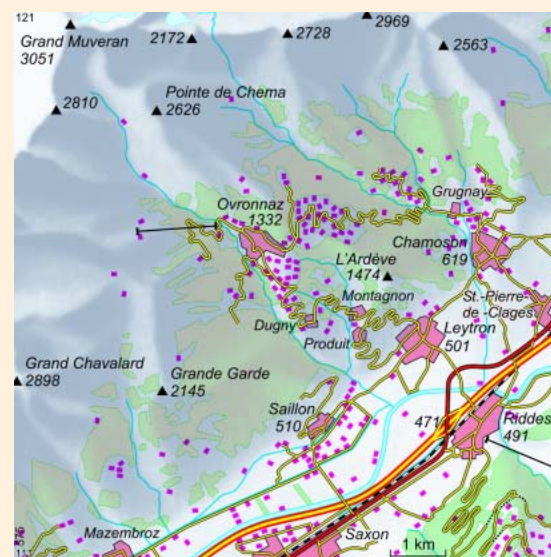 121
2969
Grand Muveran
3051
2172
2728
2563
2810
Pointe de Chema
2626
Grugnay
Ovronnaz
1332
Chamoson
619
L'Ardève
1474
Montagnon
St.-Pierre-
de -Clages
Leytron
501
Dugny
Produit
Grand Chavalard
2898
Grande Garde
2145
Saillon
510
471
Riddes
491
Mazembroz
Saxon
1 km